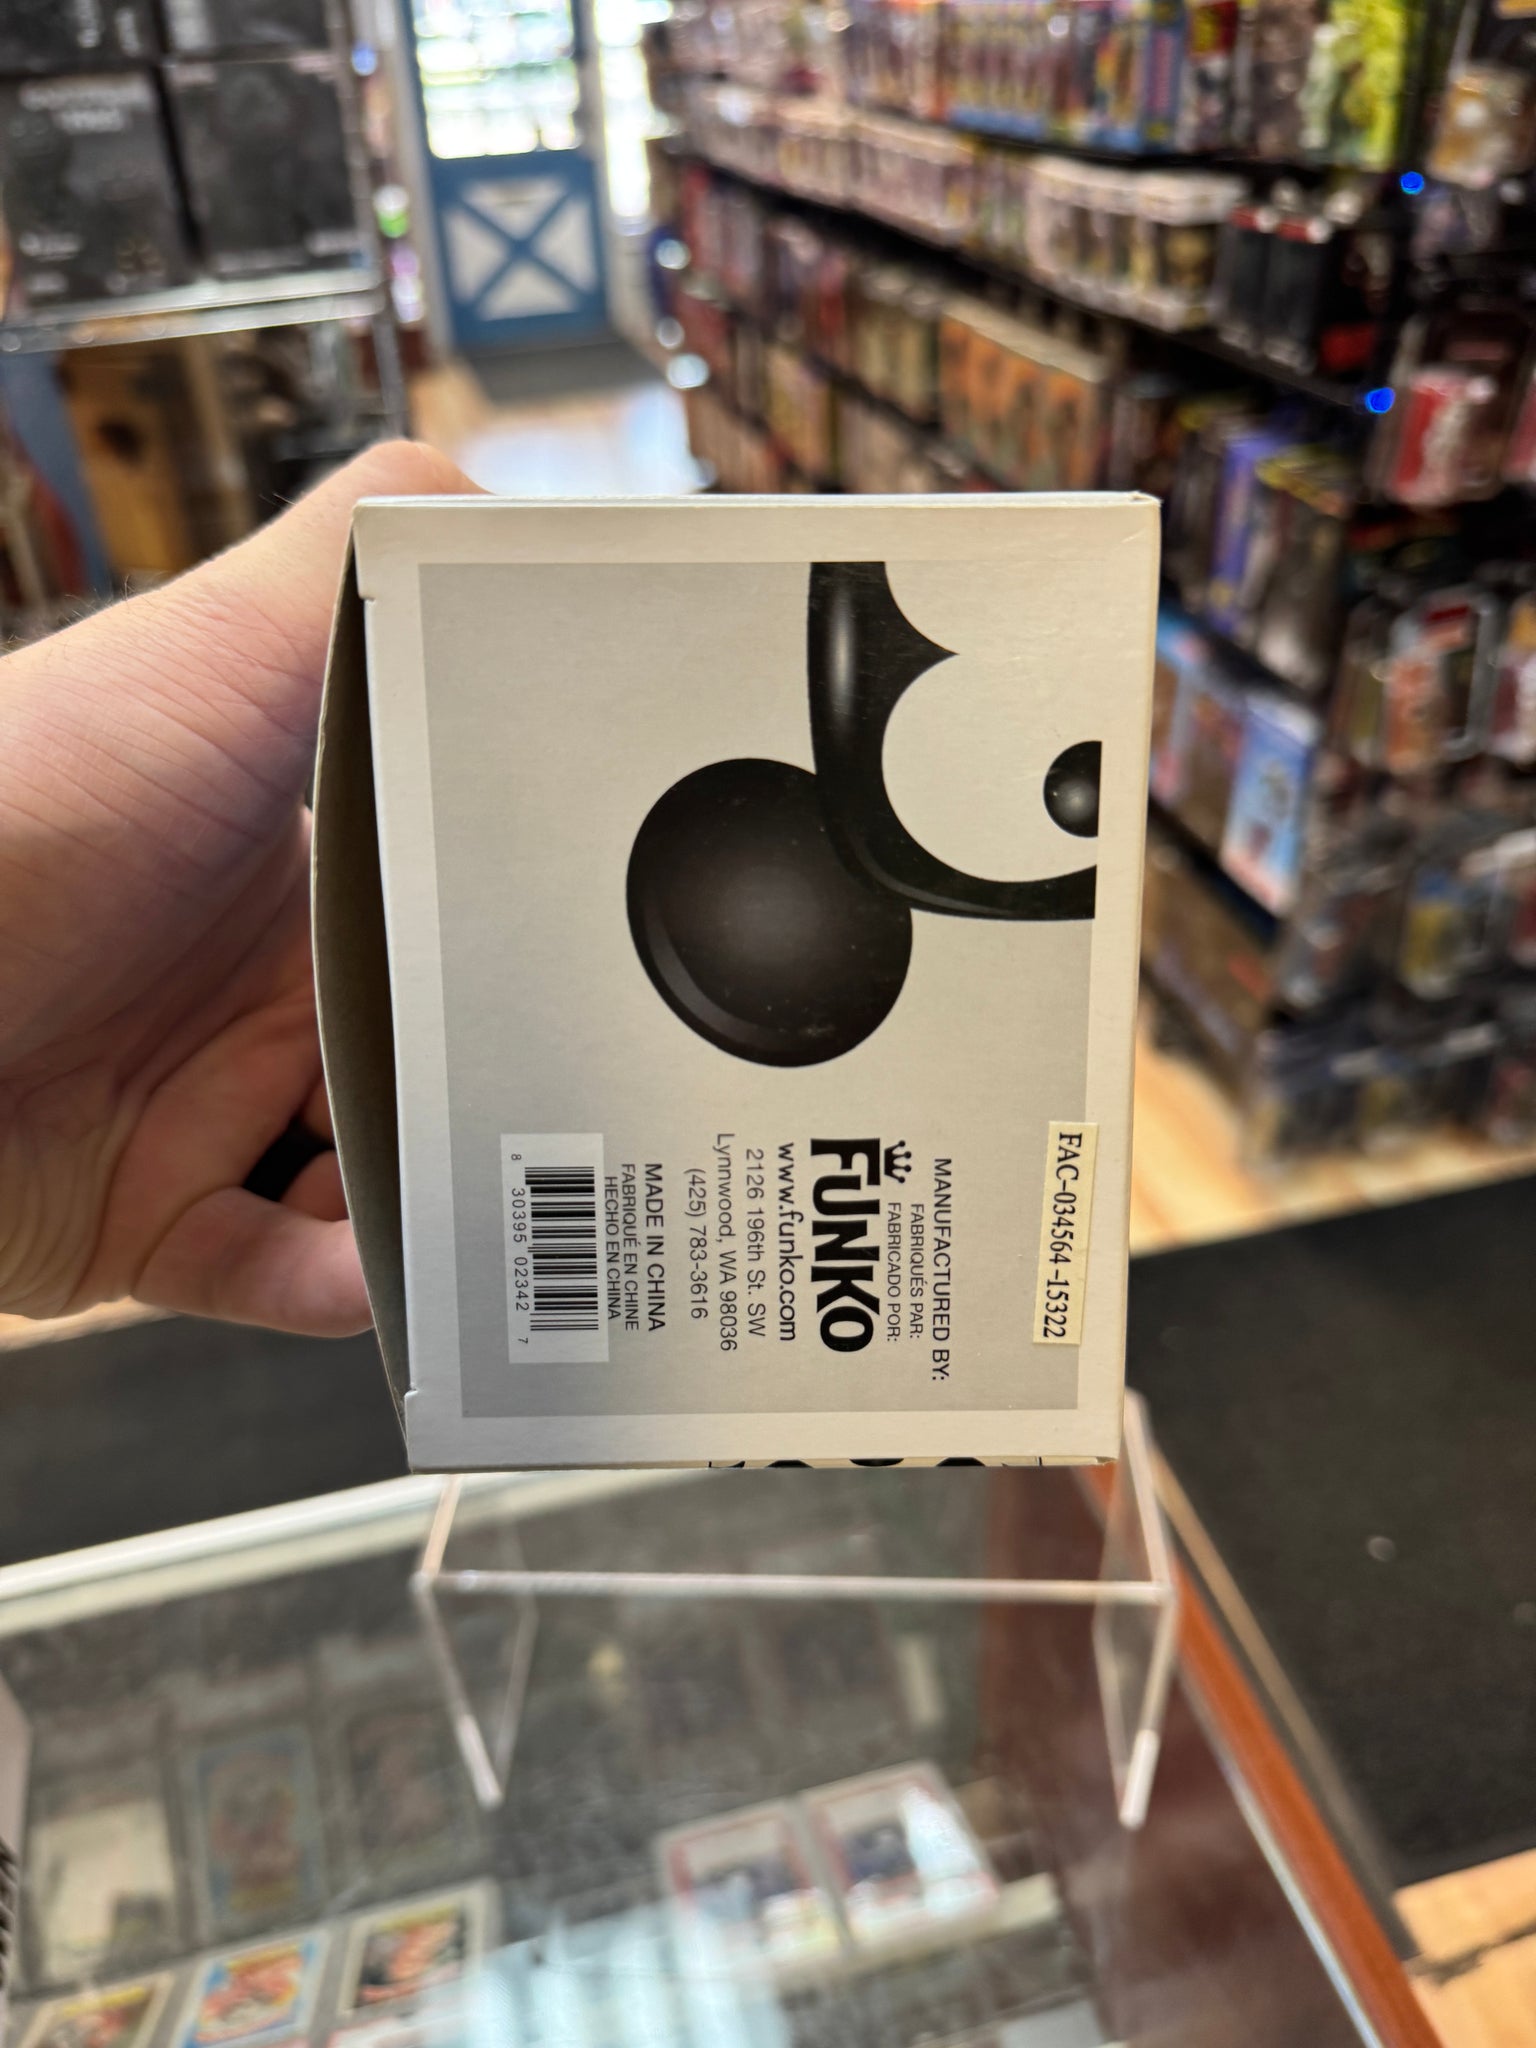 FAC-034564-15322
MANUFACTURED BY:
FABRIQUÉS PAR:
FABRICADO POR:
FUNKO
www.funko.com
2126 196th St. SW
Lynnwood, WA 98036
(425) 783-3616
MADE IN CHINA
FABRIQUÉ EN CHINE
HECHO EN CHINA
8 30395 02342 7